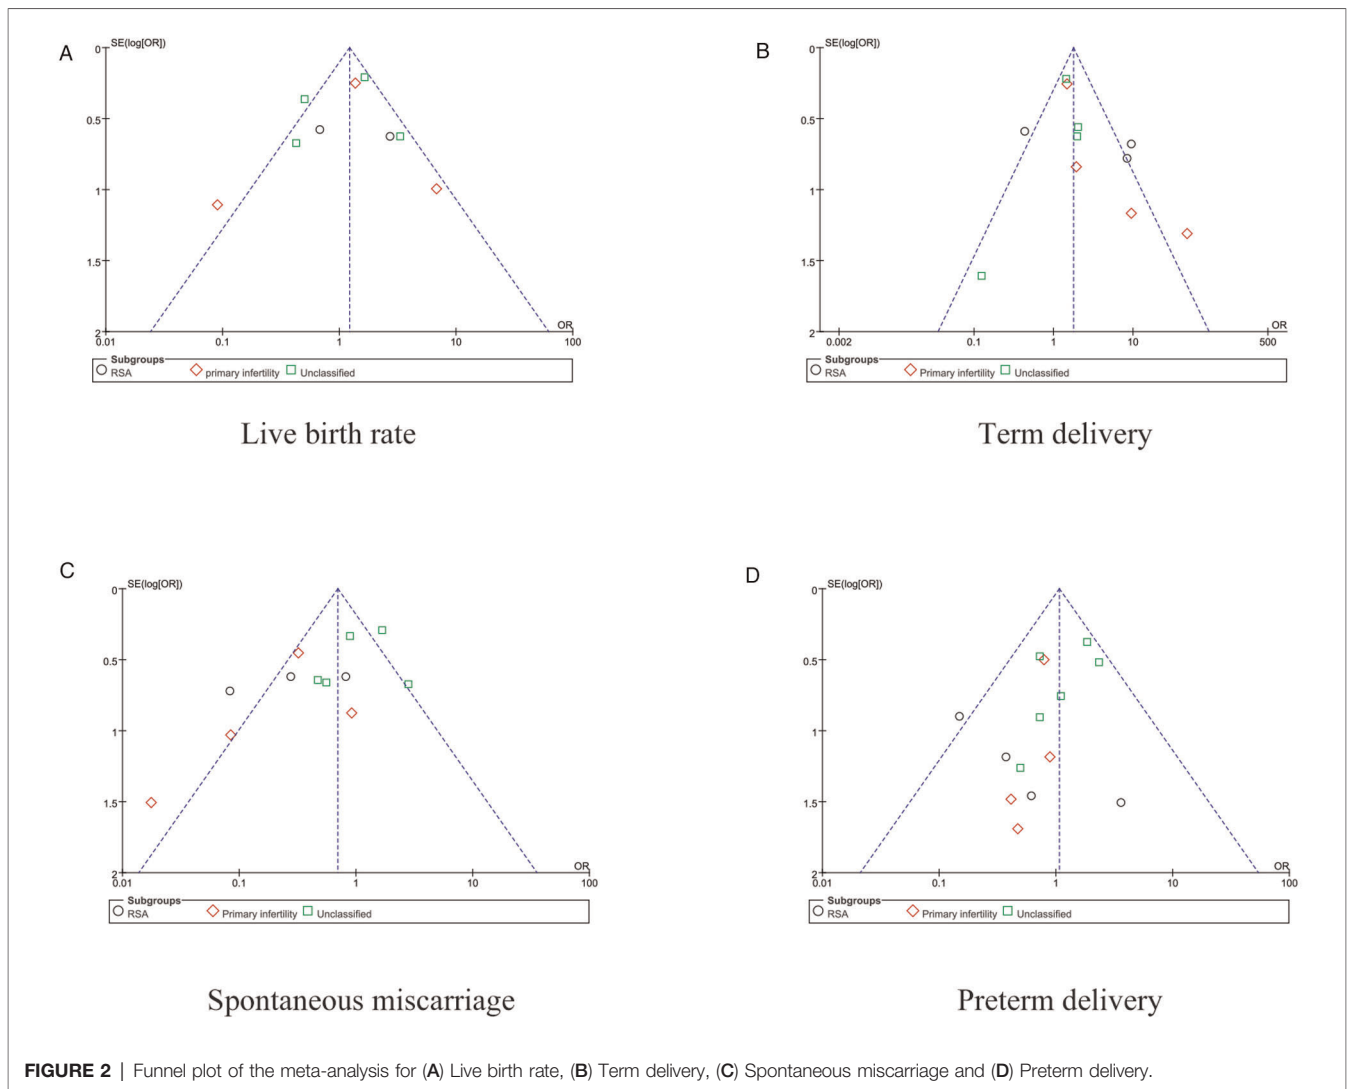 A
SE(log[OR])
0
0.5
1
1.5
2
0.01
0.1
1
10
100
OR
Subgroups
RSA
primary infertility
Unclassified
Live birth rate
B
SE(log[OR])
0
0.5
1
1.5
2
0.002
0.1
1
10
500
OR
Subgroups
RSA
Primary infertility
Unclassified
Term delivery
C
SE(log[OR])
0
0.5
1
1.5
2
0.01
0.1
1
10
100
OR
Subgroups
RSA
Primary infertility
Unclassified
Spontaneous miscarriage
D
SE(log[OR])
0
0.5
1
1.5
2
0.01
0.1
1
10
100
OR
Subgroups
RSA
Primary infertility
Unclassified
Preterm delivery
FIGURE 2 | Funnel plot of the meta-analysis for (A) Live birth rate, (B) Term delivery, (C) Spontaneous miscarriage and (D) Preterm delivery.